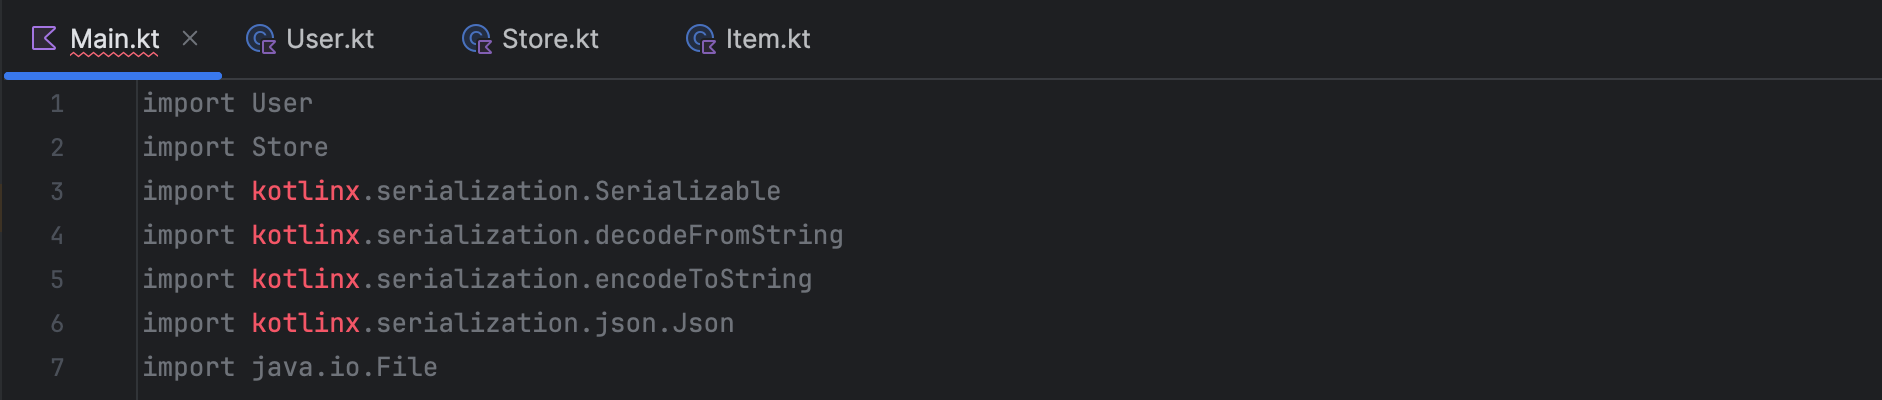 Main.kt User.kt Store.kt Item.kt
1 import User
2 import Store
3 import kotlinx.serialization.Serializable
4 import kotlinx.serialization.decodeFromString
5 import kotlinx.serialization.encodeToString
6 import kotlinx.serialization.json.Json
7 import java.io.File